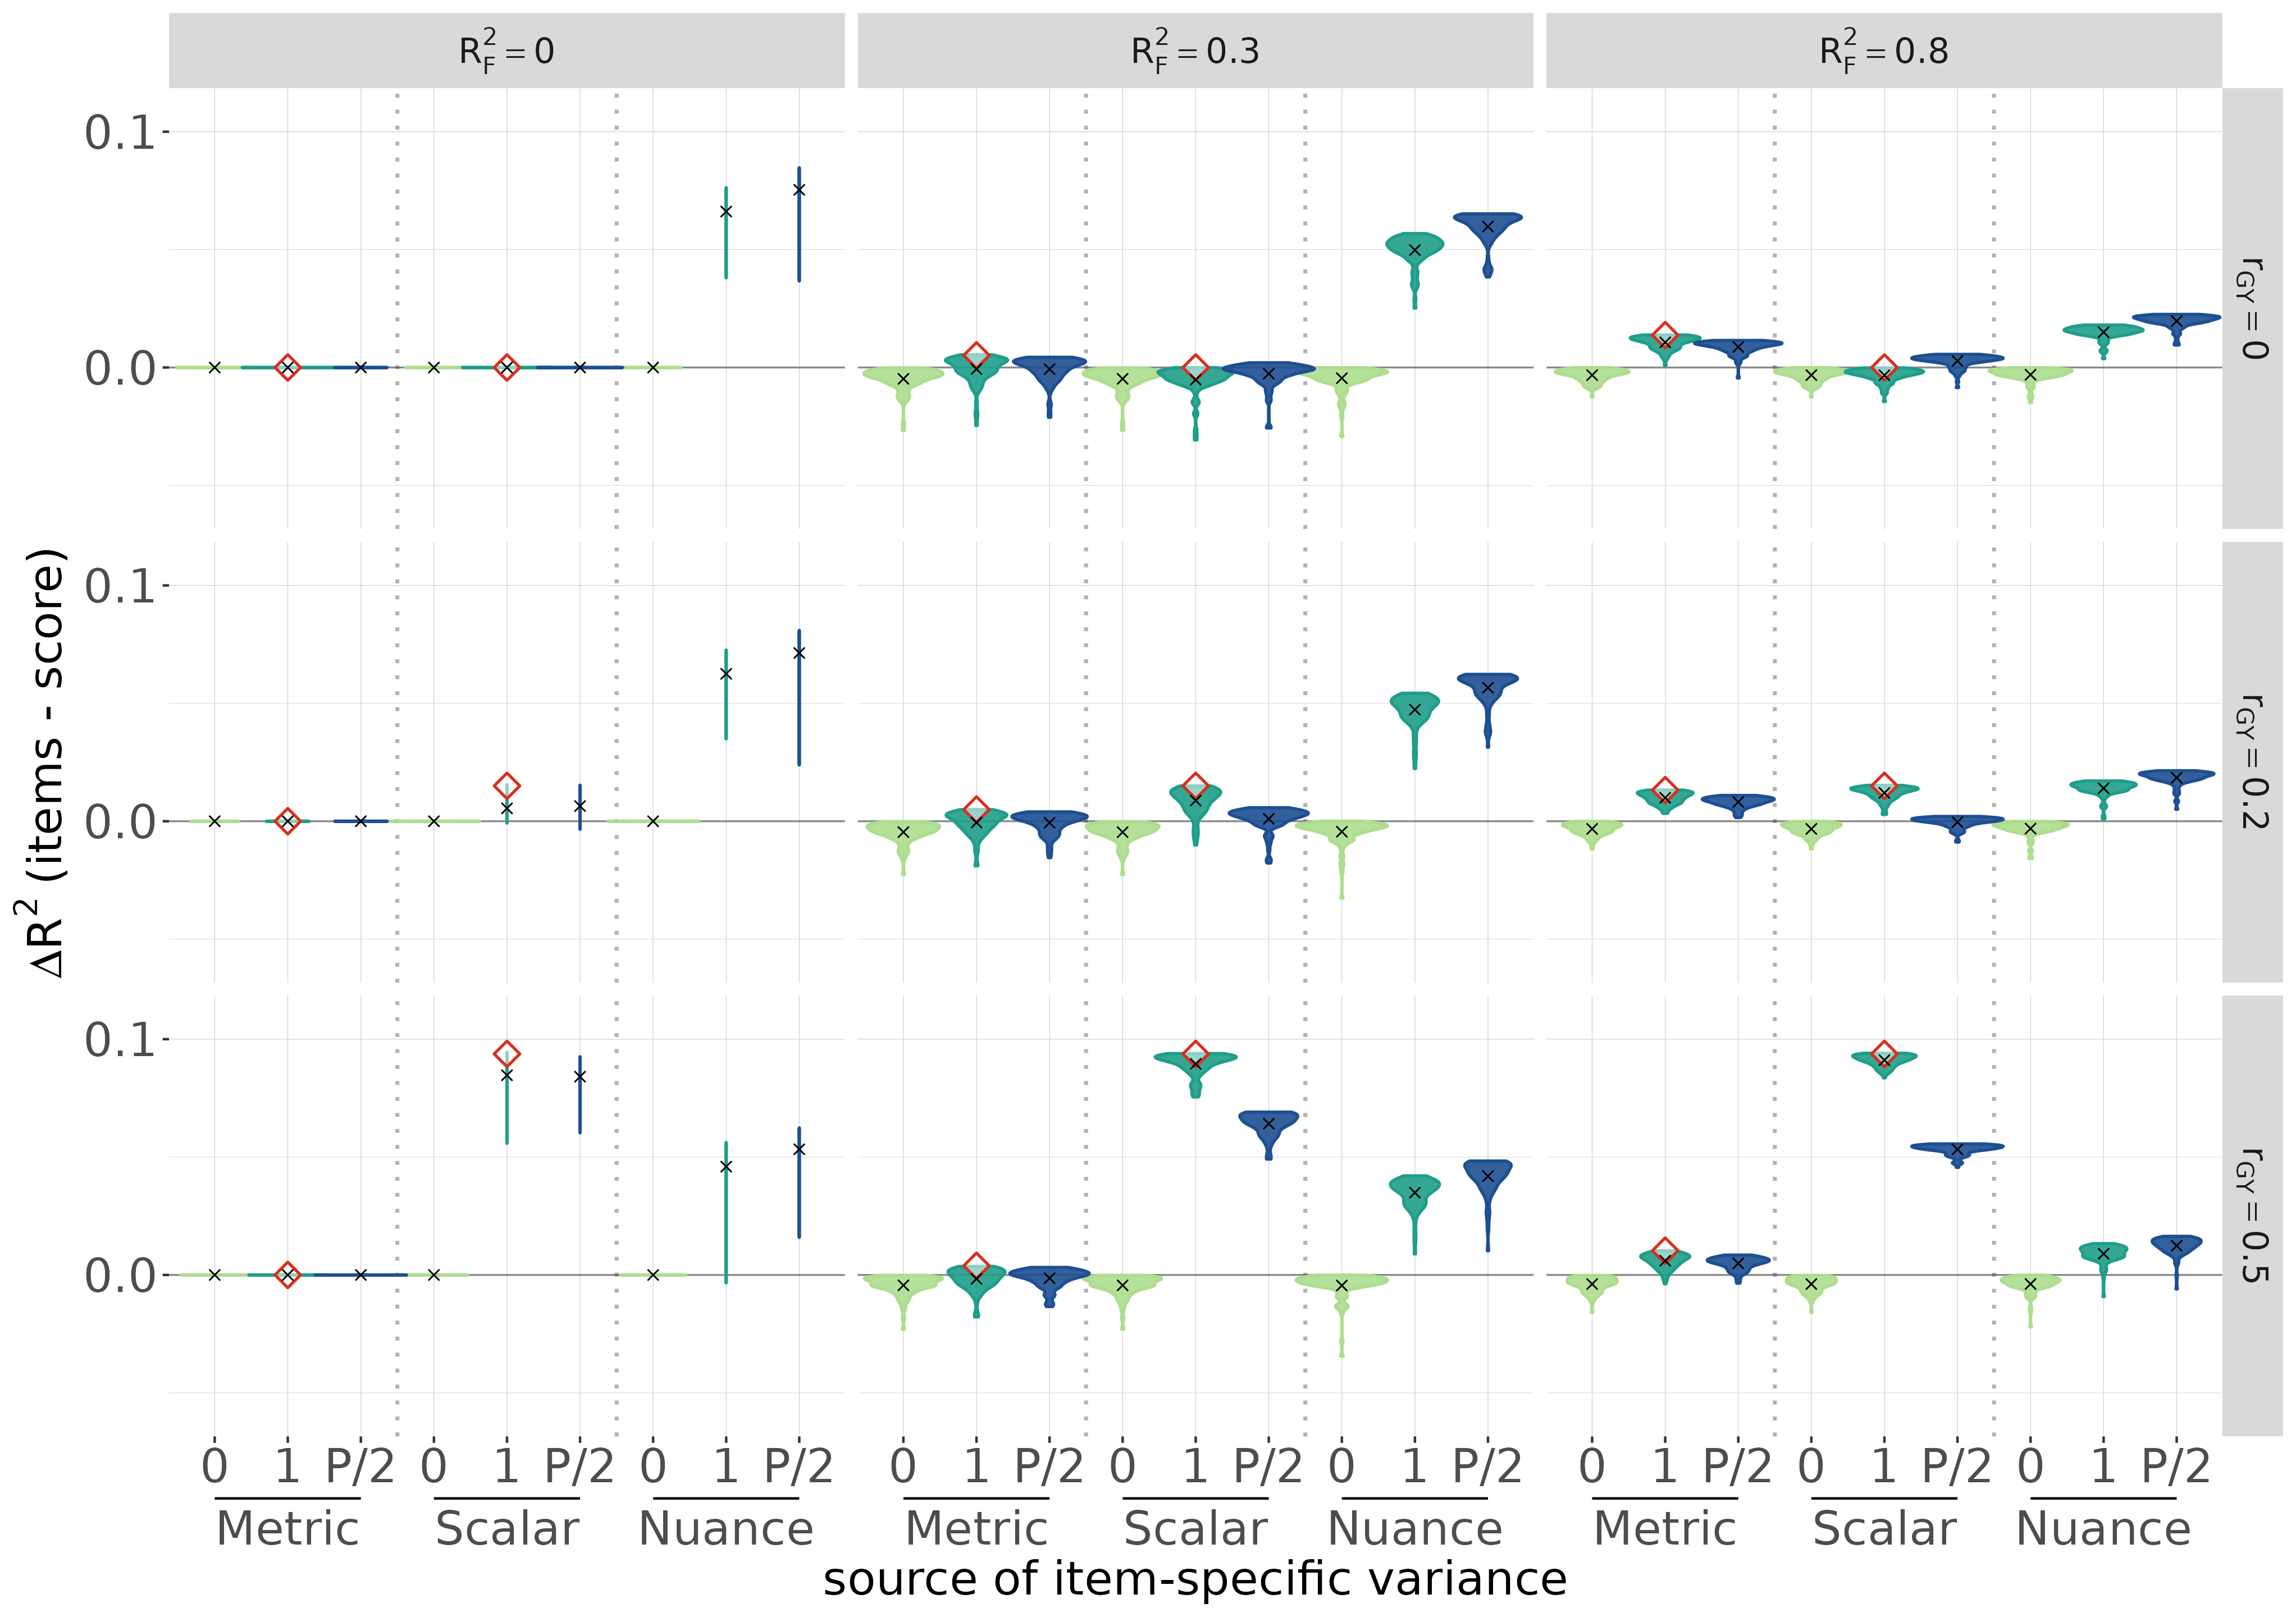 R²F = 0 R²F = 0.3 R²F = 0.8
0.1
0.0
rGY = 0
0.1
0.0
rGY = 0.2
0.1
0.0
rGY = 0.5
ΔR² (items - score)
0 1 P/2 0 1 P/2 0 1 P/2 0 1 P/2 0 1 P/2 0 1 P/2 0 1 P/2 0 1 P/2 0 1 P/2
Metric Scalar Nuance Metric Scalar Nuance Metric Scalar Nuance
source of item-specific variance